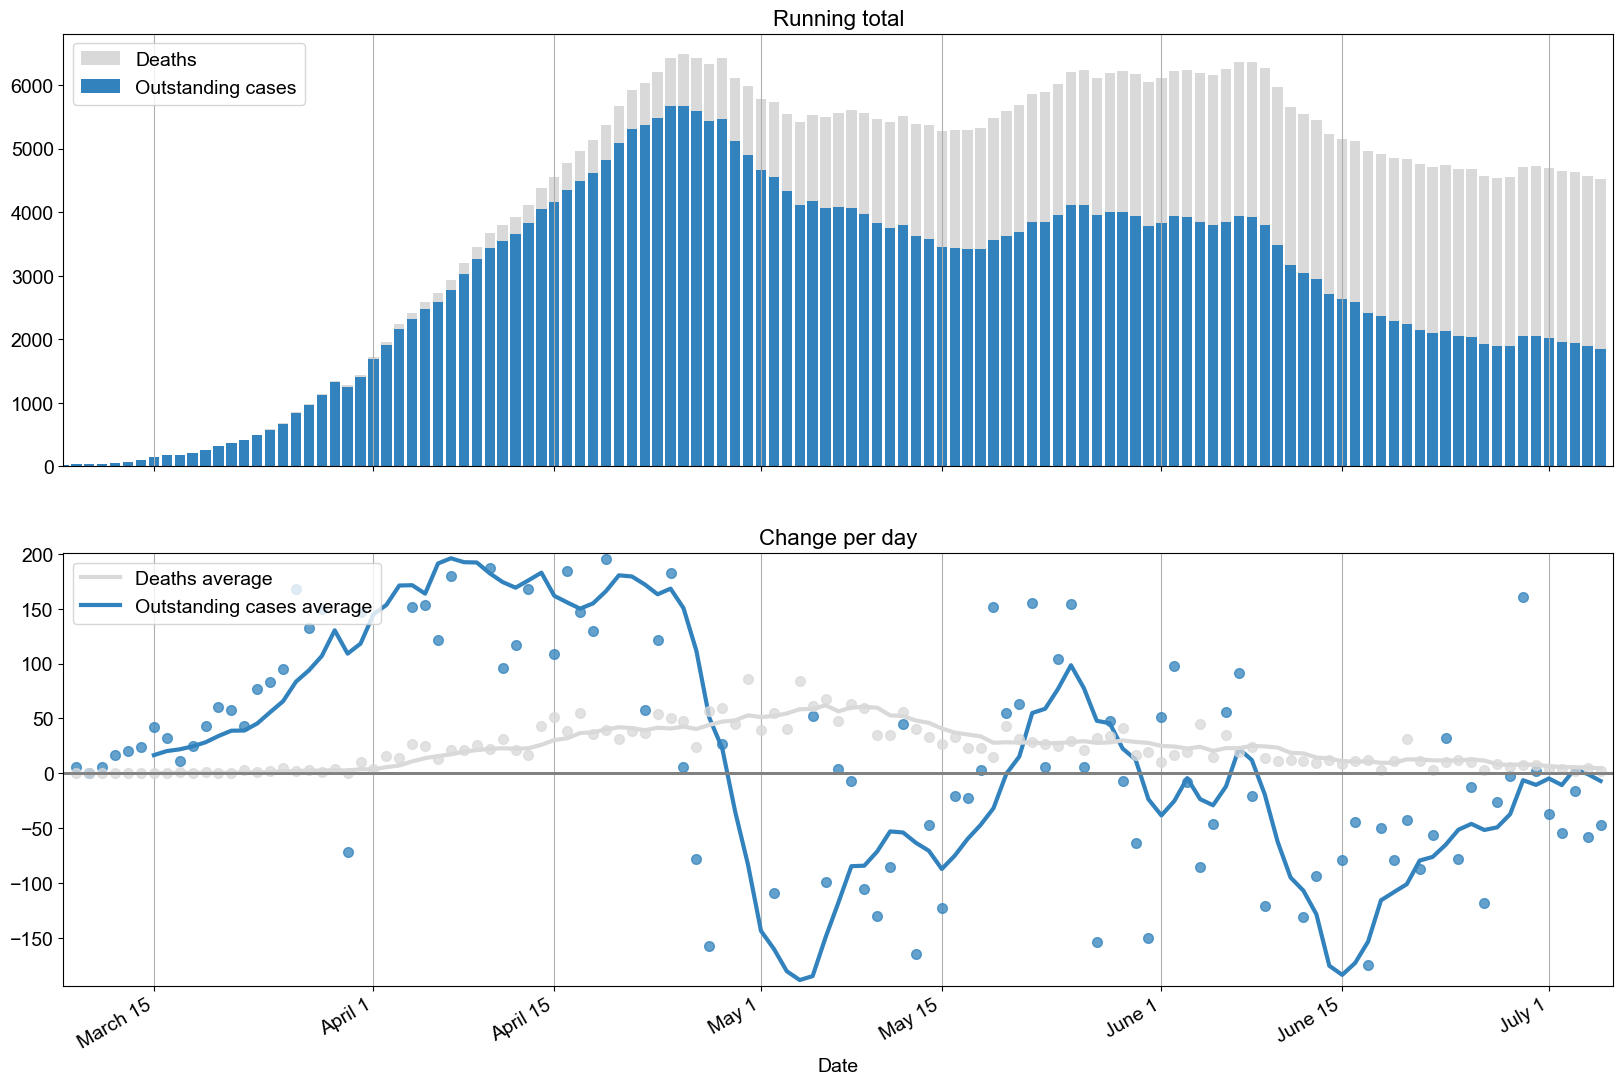 Running total
Deaths
Outstanding cases
6000
5000
4000
3000
2000
1000
0
Change per day
Deaths average
Outstanding cases average
200
150
100
50
0
−50
−100
−150
March 15
April 1
April 15
May 1
May 15
June 1
June 15
July 1
Date